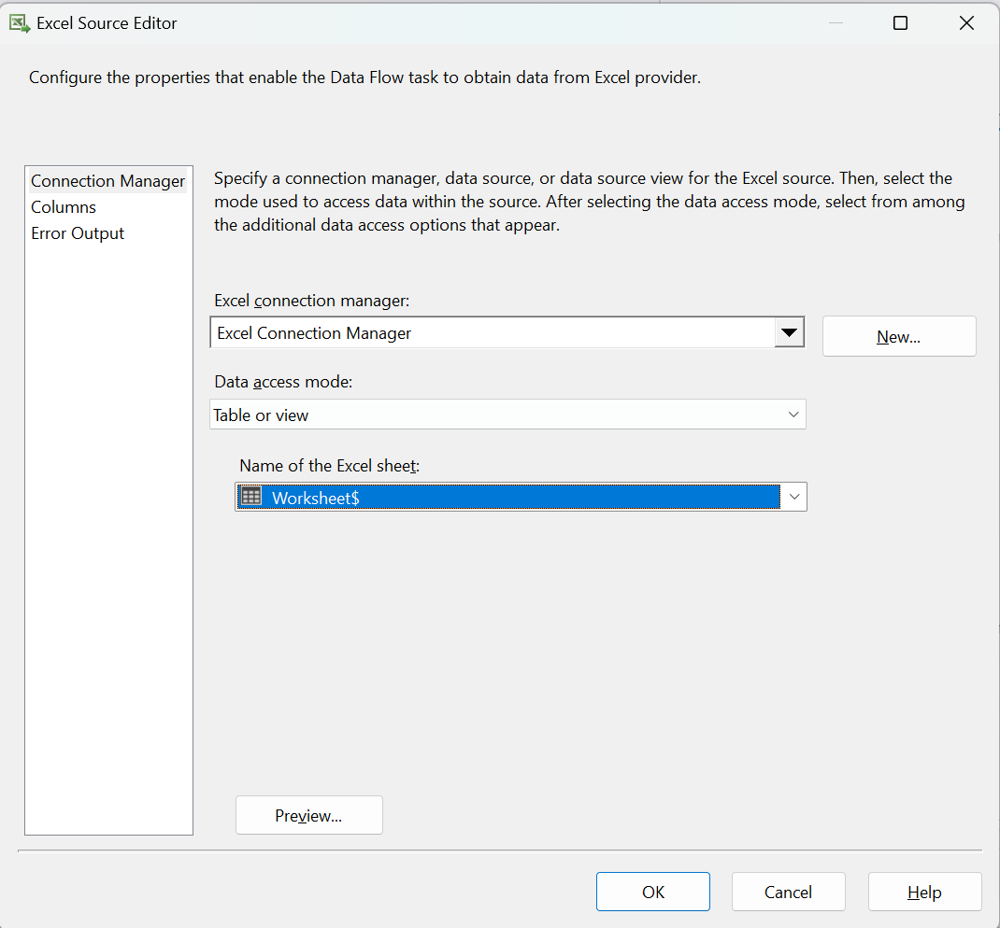 Excel Source Editor
Configure the properties that enable the Data Flow task to obtain data from Excel provider.
Connection Manager
Columns
Error Output
Specify a connection manager, data source, or data source view for the Excel source. Then, select the
mode used to access data within the source. After selecting the data access mode, select from among
the additional data access options that appear.
Excel connection manager:
Excel Connection Manager
New...
Data access mode:
Table or view
Name of the Excel sheet:
Worksheet$
Preview...
OK
Cancel
Help